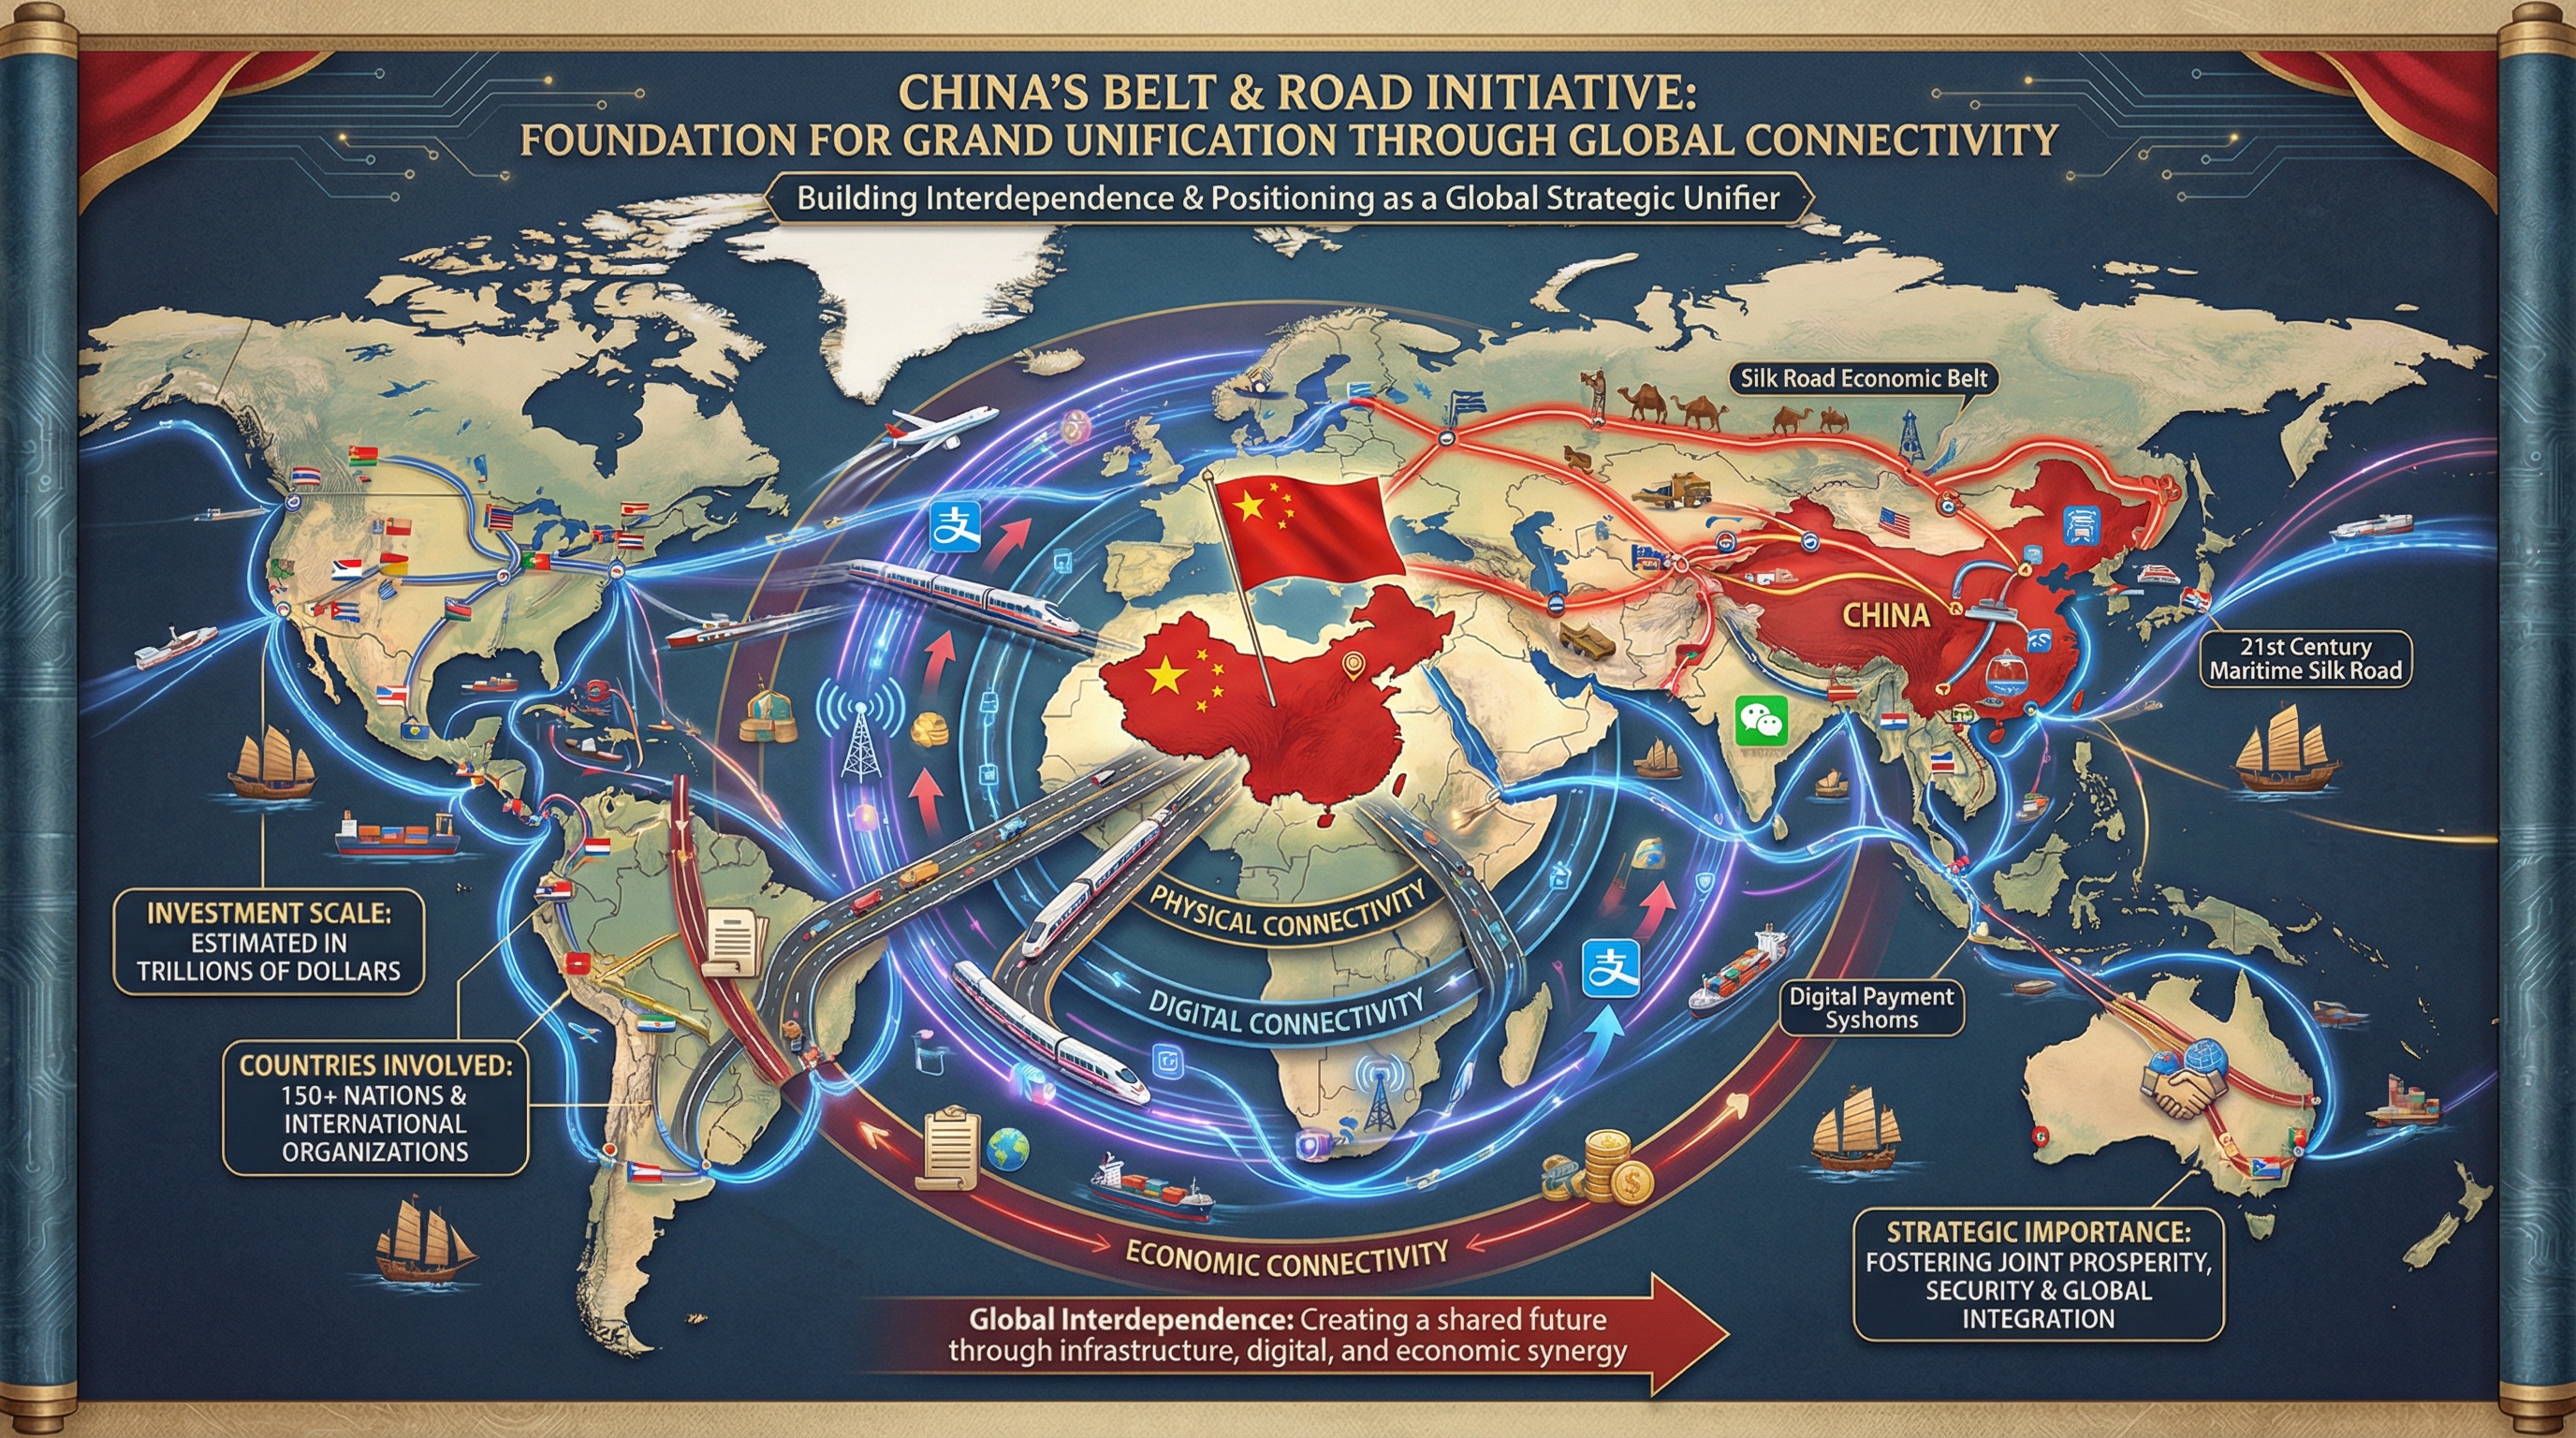 CHINA'S BELT & ROAD INITIATIVE:
FOUNDATION FOR GRAND UNIFICATION THROUGH GLOBAL CONNECTIVITY
Building Interdependence & Positioning as a Global Strategic Unifier
Silk Road Economic Belt
支
CHINA
21st Century
Maritime Silk Road
INVESTMENT SCALE:
ESTIMATED IN
TRILLIONS OF DOLLARS
PHYSICAL CONNECTIVITY
支
DIGITAL CONNECTIVITY
Digital Payment
Syshoms
COUNTRIES INVOLVED:
150+ NATIONS &
INTERNATIONAL
ORGANIZATIONS
$
ECONOMIC CONNECTIVITY
STRATEGIC IMPORTANCE:
FOSTERING JOINT PROSPERITY,
SECURITY & GLOBAL
INTEGRATION
Global Interdependence: Creating a shared future
through infrastructure, digital, and economic synergy